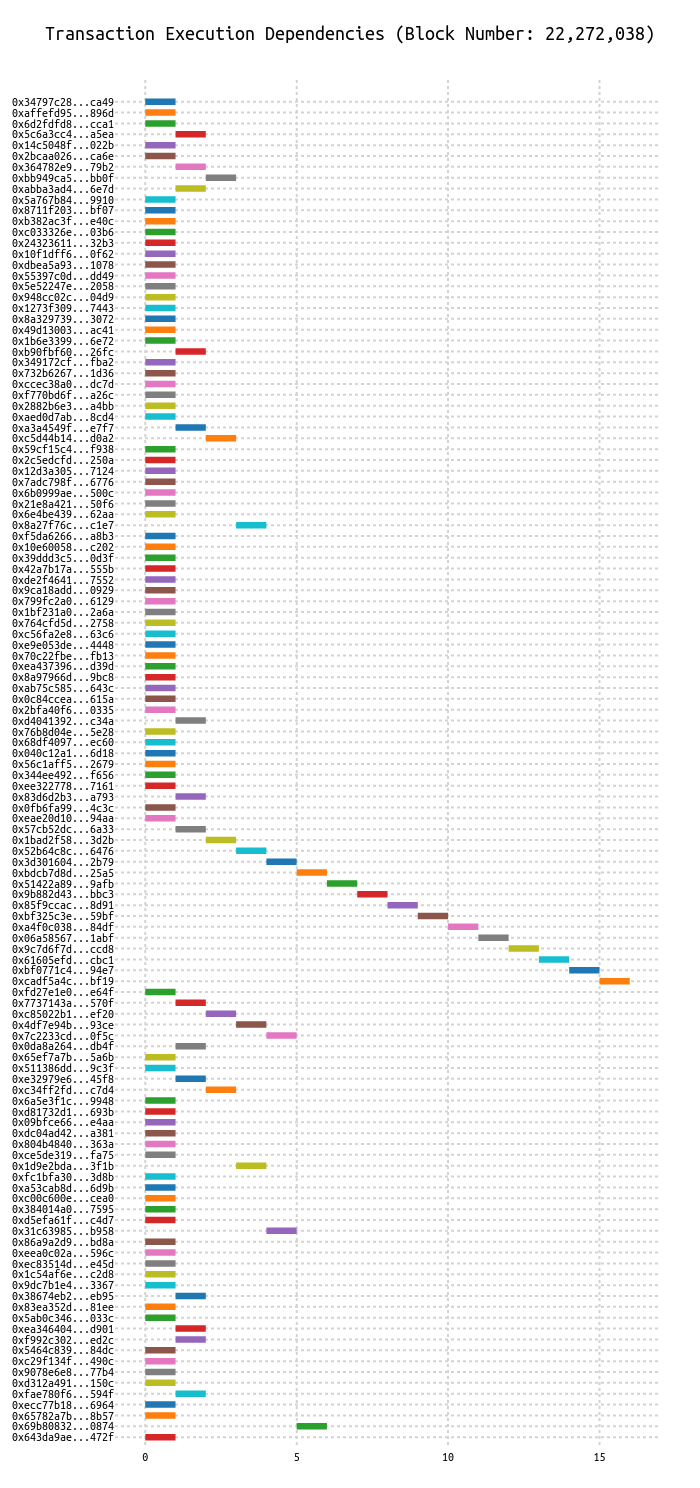 Transaction Execution Dependencies (Block Number: 22,272,038)
0x34797c28...ca49
0xaffefd95...896d
0x6d2fdfd8...cca1
0x5c6a3cc4...a5ea
0x14c5048f...022b
0x2bcaa026...ca6e
0x364782e9...79b2
0xbb949ca5...bb0f
0xabba3ad4...6e7d
0x5a767b84...9910
0x8711f203...bf07
0xb382ac3f...e40c
0xc033326e...03b6
0x24323611...32b3
0x10f1dff6...0f62
0xdbea5a93...1078
0x55397c0d...dd49
0x5e52247e...2058
0x948cc02c...04d9
0x1273f309...7443
0x8a329739...3072
0x49d13003...ac41
0x1b6e3399...6e72
0xb90fbf60...26fc
0x349172cf...fba2
0x732b6267...1d36
0xccec38a0...dc7d
0xf770bd6f...a26c
0x2882b6e3...a4bb
0xaed0d7ab...8cd4
0xa3a4549f...e7f7
0xc5d44b14...d0a2
0x59cf15c4...f938
0x2c5edcfd...250a
0x12d3a305...7124
0x7adc798f...6776
0x6b0999ae...500c
0x21e8a421...50f6
0x6e4be439...62aa
0x8a27f76c...c1e7
0xf5da6266...a8b3
0x10e60058...c202
0x39ddd3c5...0d3f
0x42a7b17a...555b
0xde2f4641...7552
0x9ca18add...0929
0x799fc2a0...6129
0x1bf231a0...2a6a
0x764cfd5d...2758
0xc56fa2e8...63c6
0xe9e053de...4448
0x70c22fbe...fb13
0xea437396...d39d
0x8a97966d...9bc8
0xab75c585...643c
0x0c84ccea...615a
0x2bfa40f6...0335
0xd4041392...c34a
0x76b8d04e...5e28
0x68df4097...ec60
0x040c12a1...6d18
0x56c1aff5...2679
0x344ee492...f656
0xee322778...7161
0x83d6d2b3...a793
0x0fb6fa99...4c3c
0xeae20d10...94aa
0x57cb52dc...6a33
0x1bad2f58...3d2b
0x52b64c8c...6476
0x3d301604...2b79
0xbdcb7d8d...25a5
0x51422a89...9afb
0x9b882d43...bbc3
0x85f9ccac...8d91
0xbf325c3e...59bf
0xa4f0c038...84df
0x06a58567...1abf
0x9c7d6f7d...ccd8
0x61605efd...cbc1
0xbf0771c4...94e7
0xcadf5a4c...bf19
0xfd27e1e0...e64f
0x7737143a...570f
0xc85022b1...ef20
0x4df7e94b...93ce
0x7c2233cd...0f5c
0x0da8a264...db4f
0x65ef7a7b...5a6b
0x511386dd...9c3f
0xe32979e6...45f8
0xc34ff2fd...c7d4
0x6a5e3f1c...9948
0xd81732d1...693b
0x09bfce66...e4aa
0xdc04ad42...a381
0x804b4840...363a
0xce5de319...fa75
0x1d9e2bda...3f1b
0xfc1bfa30...3d8b
0xa53cab8d...6d9b
0xc00c600e...cea0
0x384014a0...7595
0xd5efa61f...c4d7
0x31c63985...b958
0x86a9a2d9...bd8a
0xeea0c02a...596c
0xec83514d...e45d
0x1c54af6e...c2d8
0x9dc7b1e4...3367
0x38674eb2...eb95
0x83ea352d...81ee
0x5ab0c346...033c
0xea346404...d901
0xf992c302...ed2c
0x5464c839...84dc
0xc29f134f...490c
0x9078e6e8...77b4
0xd312a491...150c
0xfae780f6...594f
0xecc77b18...6964
0x65782a7b...8b57
0x69b80832...0874
0x643da9ae...472f
0 5 10 15